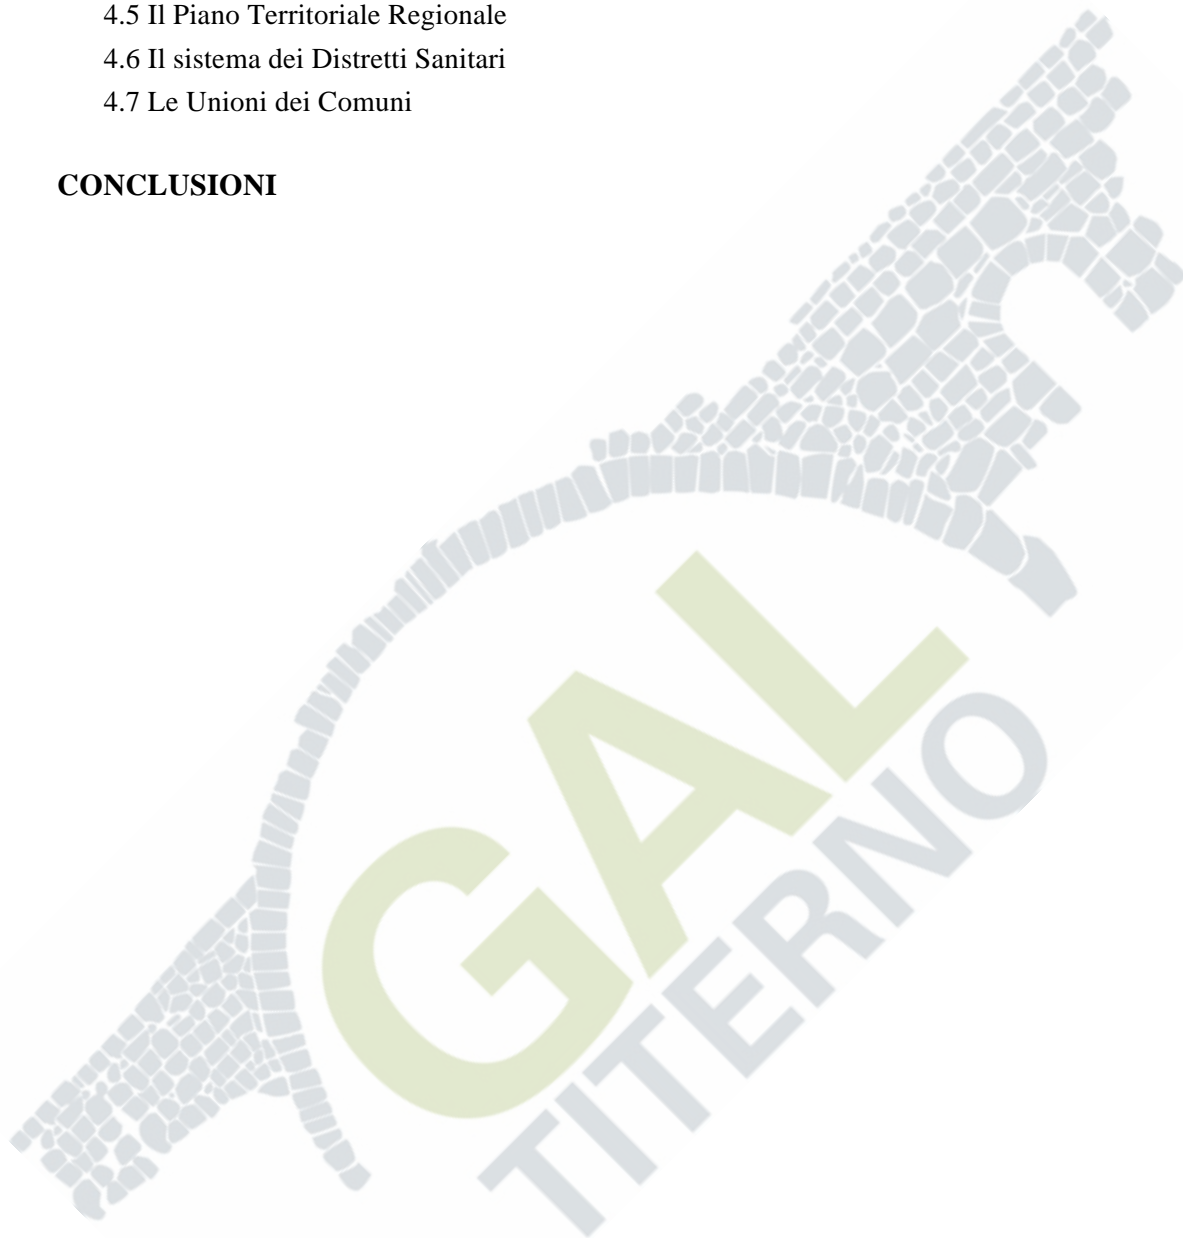 4.5 Il Piano Territoriale Regionale
4.6 Il sistema dei Distretti Sanitari
4.7 Le Unioni dei Comuni
CONCLUSIONI
GAL
TITERNO